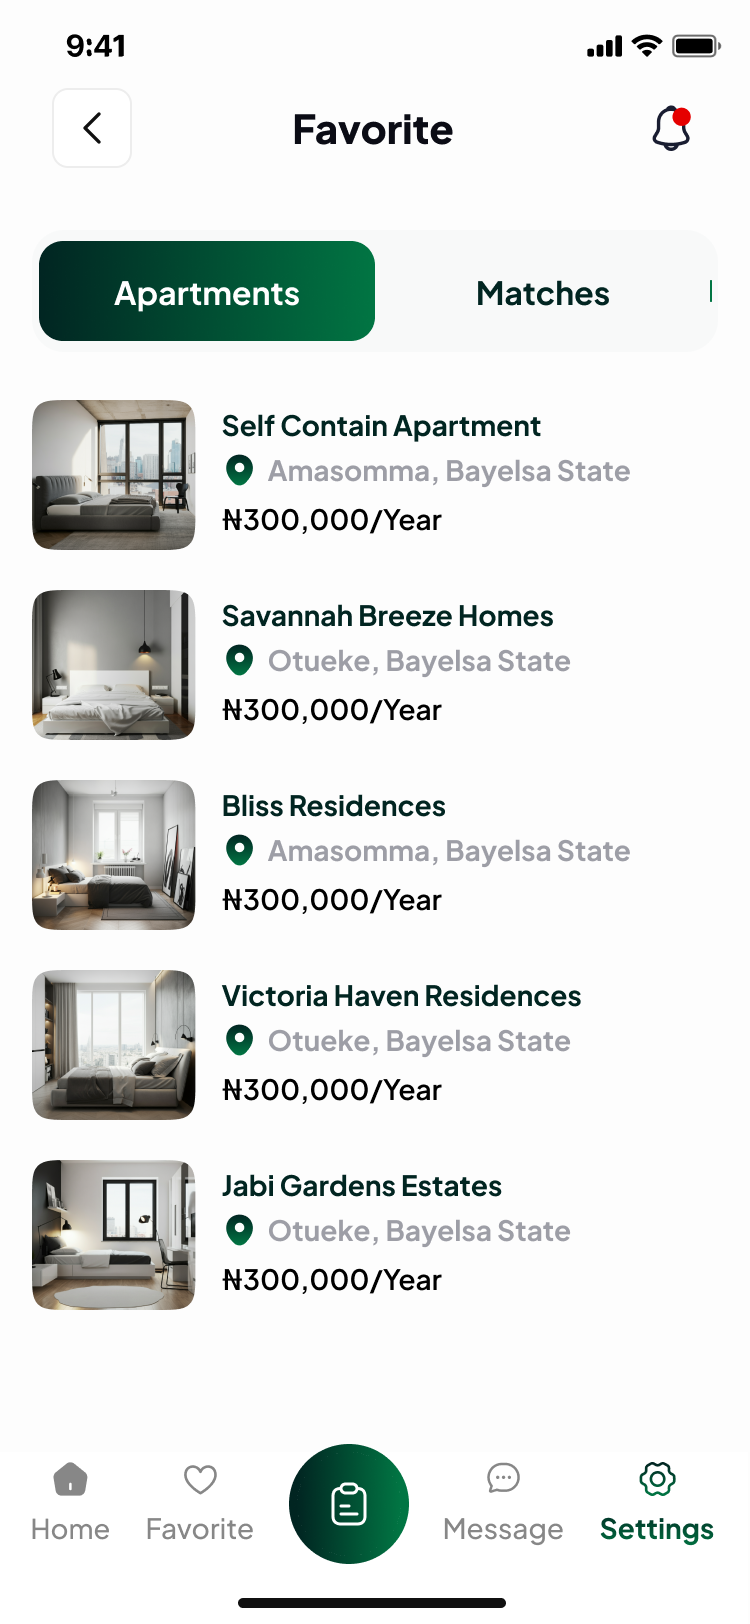 9:41
Favorite
Apartments Matches
Self Contain Apartment
Amasomma, Bayelsa State
₦300,000/Year
Savannah Breeze Homes
Otueke, Bayelsa State
₦300,000/Year
Bliss Residences
Amasomma, Bayelsa State
₦300,000/Year
Victoria Haven Residences
Otueke, Bayelsa State
₦300,000/Year
Jabi Gardens Estates
Otueke, Bayelsa State
₦300,000/Year
Home Favorite Message Settings